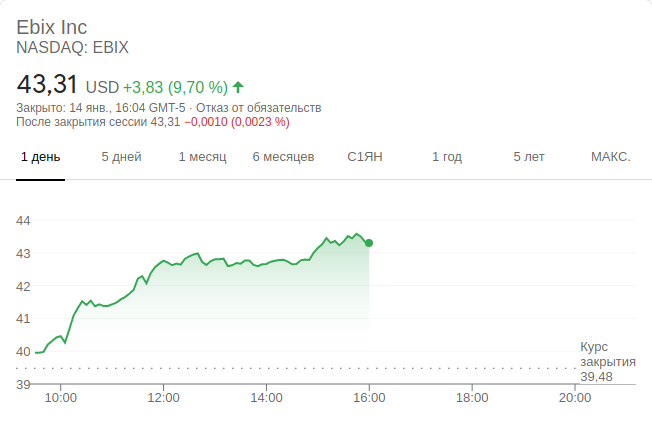 Ebix Inc
NASDAQ: EBIX
43,31 USD +3,83 (9,70 %)
Закрыто: 14 янв., 16:04 GMT-5 · Отказ от обязательств
После закрытия сессии 43,31 −0,0010 (0,0023 %)
1 день 5 дней 1 месяц 6 месяцев С1ЯН 1 год 5 лет МАКС.
44
43
42
41
40
Курс
закрытия
39,48
39
10:00 12:00 14:00 16:00 18:00 20:00